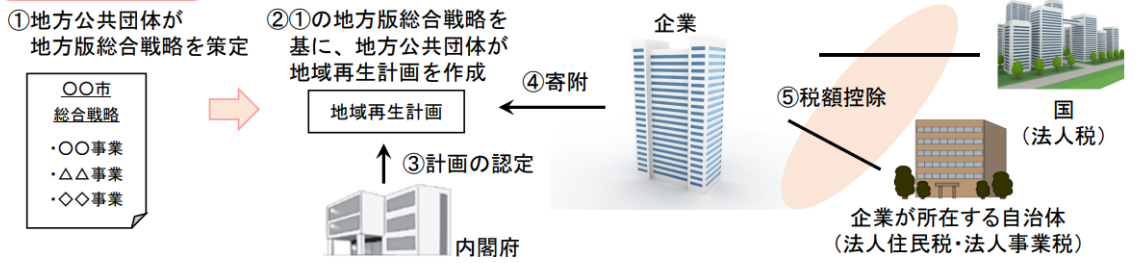 ①地方公共団体が
地方版総合戦略を策定
〇〇市
総合戦略
・〇〇事業
・△△事業
・◇◇事業
②①の地方版総合戦略を
基に、地方公共団体が
地域再生計画を作成
地域再生計画
③計画の認定
内閣府
④寄附
企業
⑤税額控除
国
（法人税）
企業が所在する自治体
（法人住民税・法人事業税）